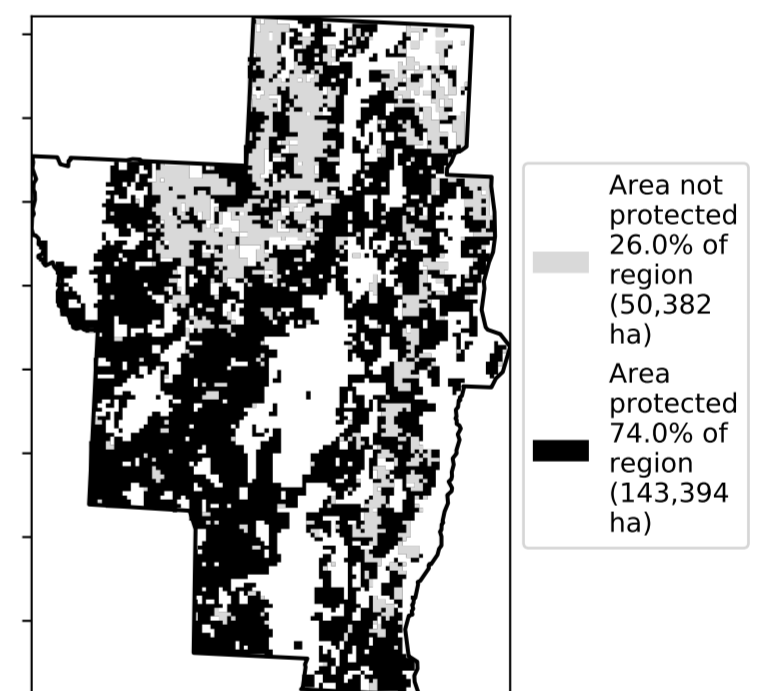 Area not
protected
26.0% of
region
(50,382
ha)
Area
protected
74.0% of
region
(143,394
ha)